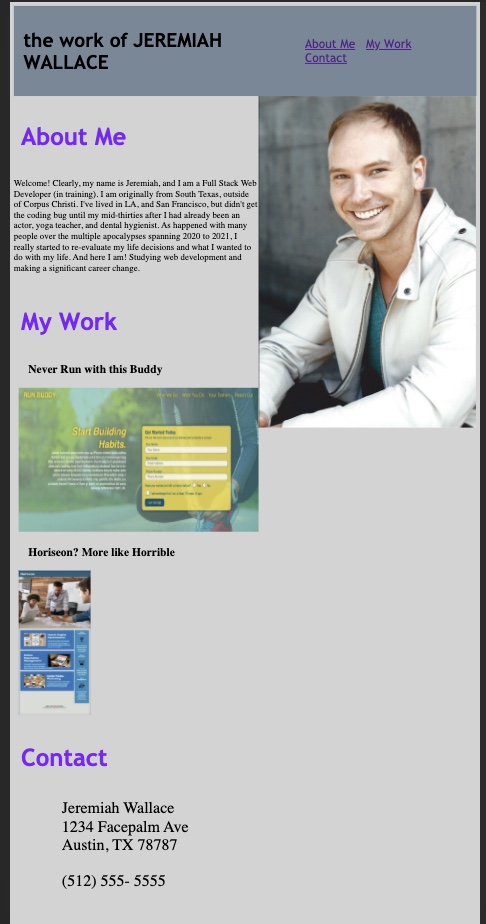 the work of JEREMIAH
WALLACE
About Me My Work
Contact
About Me
Welcome! Clearly, my name is Jeremiah, and I am a Full Stack Web
Developer (in training). I am originally from South Texas, outside
of Corpus Christi. I've lived in LA, and San Francisco, but didn't get
the coding bug until my mid-thirties after I had already been an
actor, yoga teacher, and dental hygienist. As happened with many
people over the multiple apocalypses spanning 2020 to 2021, I
really started to re-evaluate my life decisions and what I wanted to
do with my life. And here I am! Studying web development and
making a significant career change.
My Work
Never Run with this Buddy
RUN BUDDY
Start Building
Habits.
Get Started Today
Horiseon? More like Horrible
Contact
Jeremiah Wallace
1234 Facepalm Ave
Austin, TX 78787
(512) 555- 5555